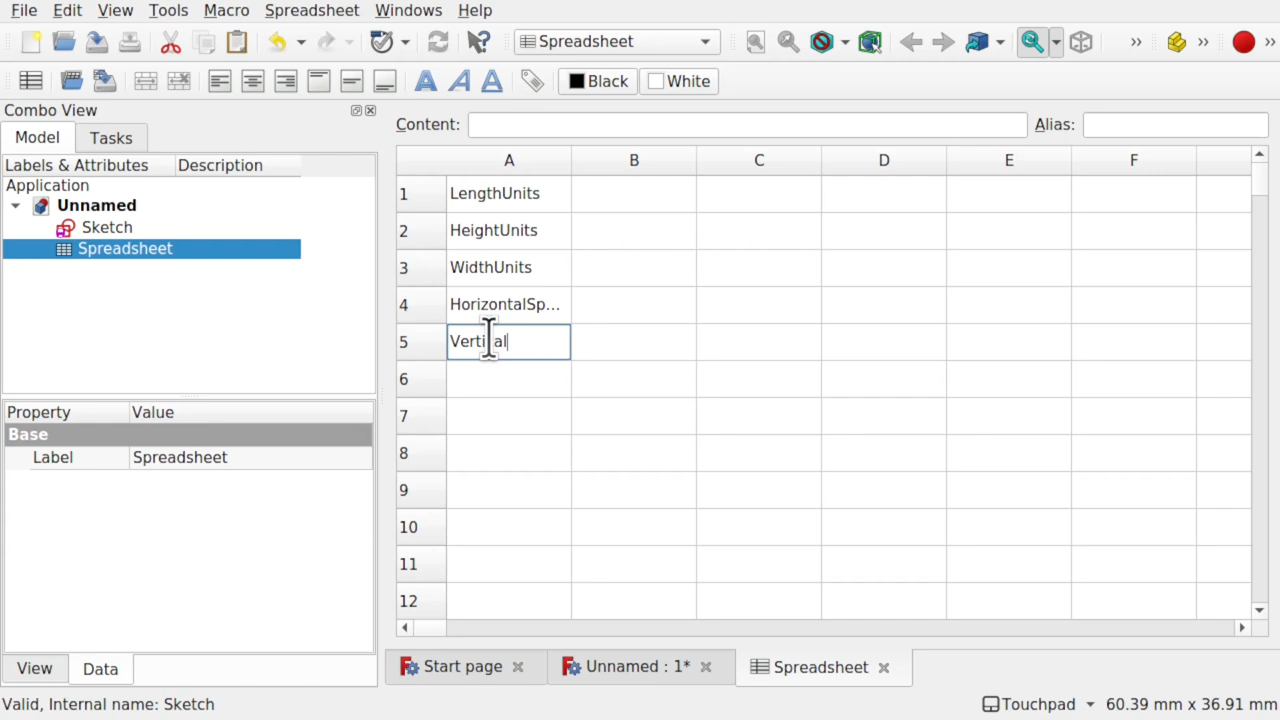 File Edit View Tools Macro Spreadsheet Windows Help
Spreadsheet
Black White
Combo View
Model Tasks
Content: Alias:
Labels & Attributes Description
A B C D E F
Application
Unnamed
Sketch
Spreadsheet
1 LengthUnits
2 HeightUnits
3 WidthUnits
4 HorizontalSp...
5 Vertical
6
7
8
9
10
11
12
Property Value
Base
Label Spreadsheet
View Data
Start page Unnamed : 1* Spreadsheet
Valid, Internal name: Sketch Touchpad 60.39 mm x 36.91 mm